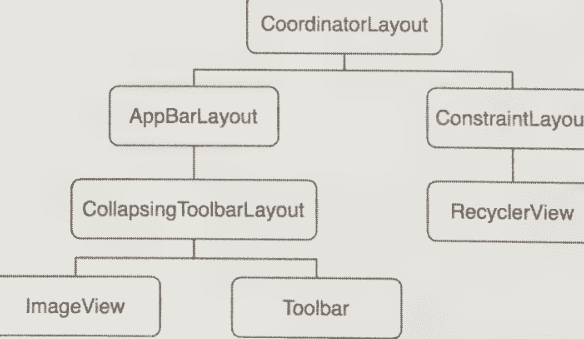 CoordinatorLayout
AppBarLayout
ConstraintLayou
CollapsingToolbarLayout
RecyclerView
ImageView
Toolbar